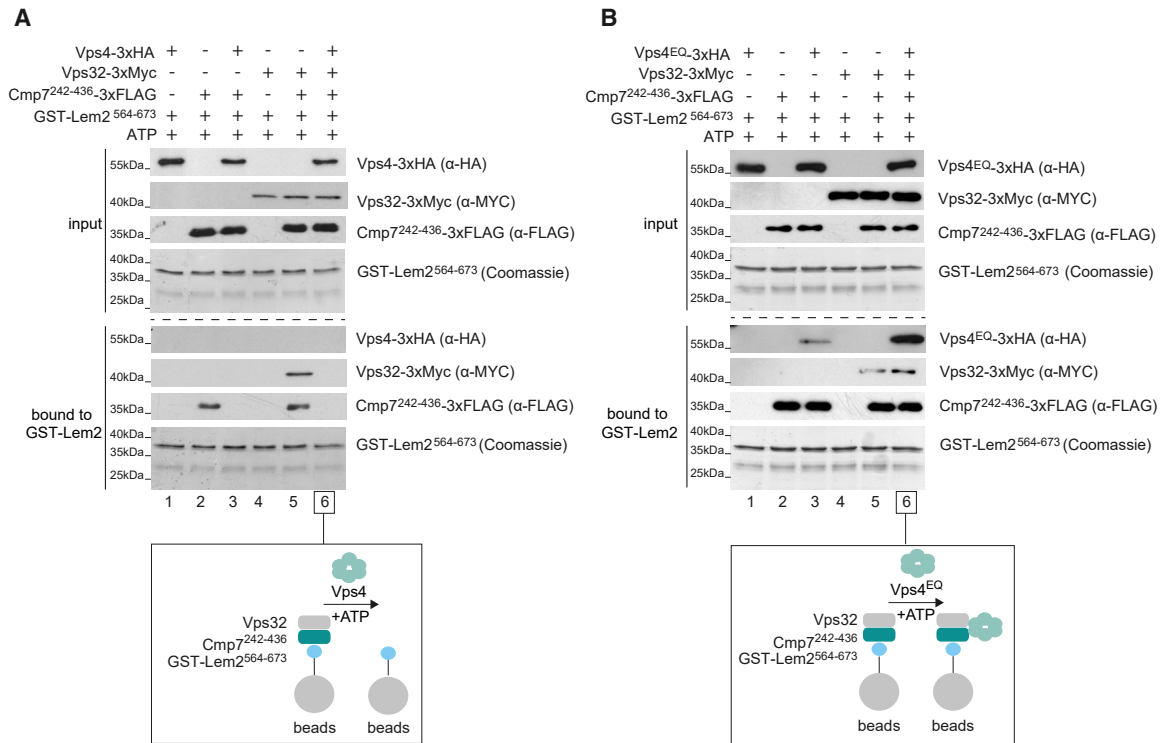 A
Vps4-3xHA + - + - - +
Vps32-3xMyc - - - + + +
Cmp7²⁴²⁻⁴³⁶-3xFLAG - + + - + +
GST-Lem2⁵⁶⁴⁻⁶⁷³ + + + + + +
ATP + + + + + +
input
55kDa Vps4-3xHA (α-HA)
40kDa Vps32-3xMyc (α-MYC)
35kDa Cmp7²⁴²⁻⁴³⁶-3xFLAG (α-FLAG)
40kDa
35kDa GST-Lem2⁵⁶⁴⁻⁶⁷³ (Coomassie)
25kDa
bound to
GST-Lem2
55kDa Vps4-3xHA (α-HA)
40kDa Vps32-3xMyc (α-MYC)
35kDa Cmp7²⁴²⁻⁴³⁶-3xFLAG (α-FLAG)
40kDa
35kDa GST-Lem2⁵⁶⁴⁻⁶⁷³ (Coomassie)
25kDa
1 2 3 4 5 6
Vps4
+ATP
Vps32
Cmp7²⁴²⁻⁴³⁶
GST-Lem2⁵⁶⁴⁻⁶⁷³
beads beads
B
Vps4ᴱQ-3xHA + - + - - +
Vps32-3xMyc - - - + + +
Cmp7²⁴²⁻⁴³⁶-3xFLAG - + + - + +
GST-Lem2⁵⁶⁴⁻⁶⁷³ + + + + + +
ATP + + + + + +
input
55kDa Vps4ᴱQ-3xHA (α-HA)
40kDa Vps32-3xMyc (α-MYC)
35kDa Cmp7²⁴²⁻⁴³⁶-3xFLAG (α-FLAG)
40kDa
35kDa GST-Lem2⁵⁶⁴⁻⁶⁷³ (Coomassie)
25kDa
bound to
GST-Lem2
55kDa Vps4ᴱQ-3xHA (α-HA)
40kDa Vps32-3xMyc (α-MYC)
35kDa Cmp7²⁴²⁻⁴³⁶-3xFLAG (α-FLAG)
40kDa
35kDa GST-Lem2⁵⁶⁴⁻⁶⁷³ (Coomassie)
25kDa
1 2 3 4 5 6
Vps4ᴱQ
+ATP
Vps32
Cmp7²⁴²⁻⁴³⁶
GST-Lem2⁵⁶⁴⁻⁶⁷³
beads beads